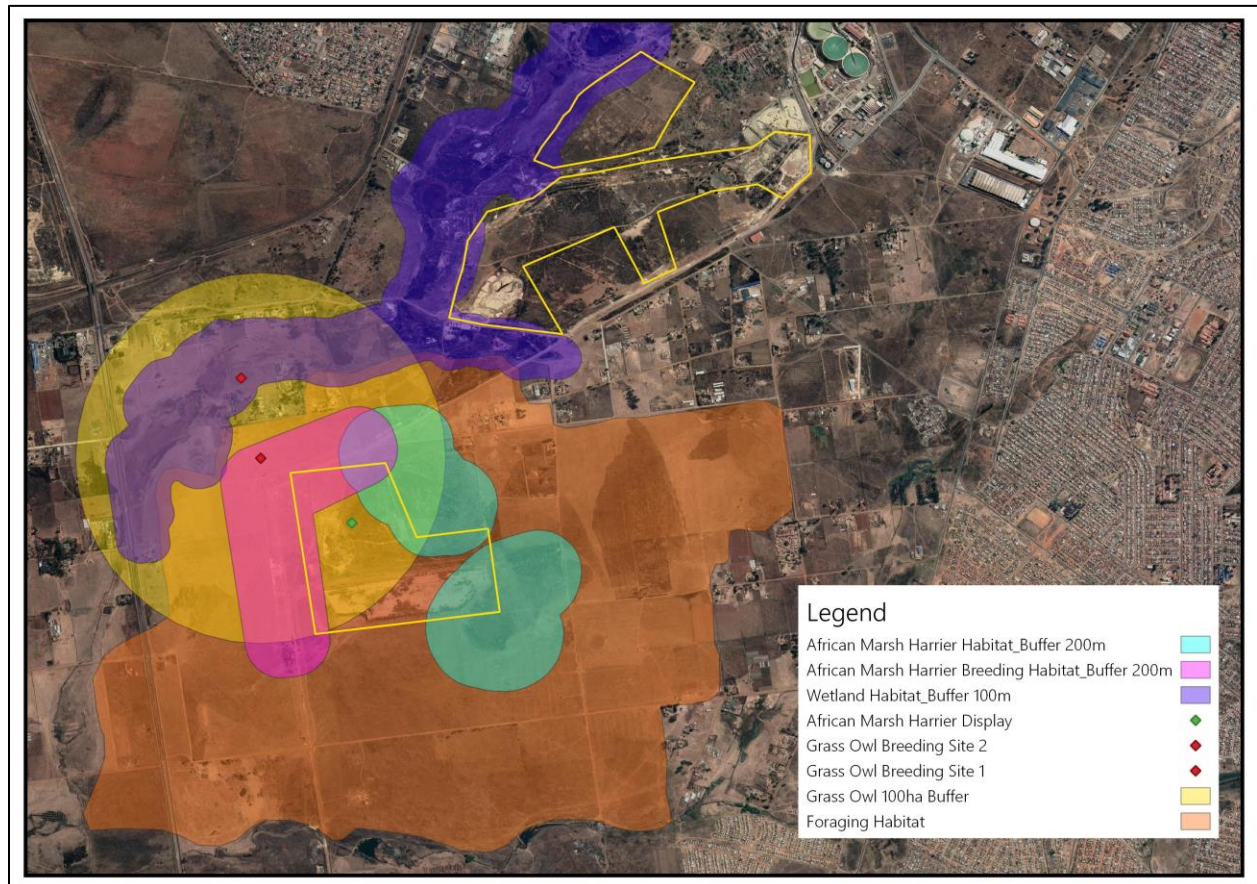 Legend
African Marsh Harrier Habitat_Buffer 200m
African Marsh Harrier Breeding Habitat_Buffer 200m
Wetland Habitat_Buffer 100m
African Marsh Harrier Display
Grass Owl Breeding Site 2
Grass Owl Breeding Site 1
Grass Owl 100ha Buffer
Foraging Habitat